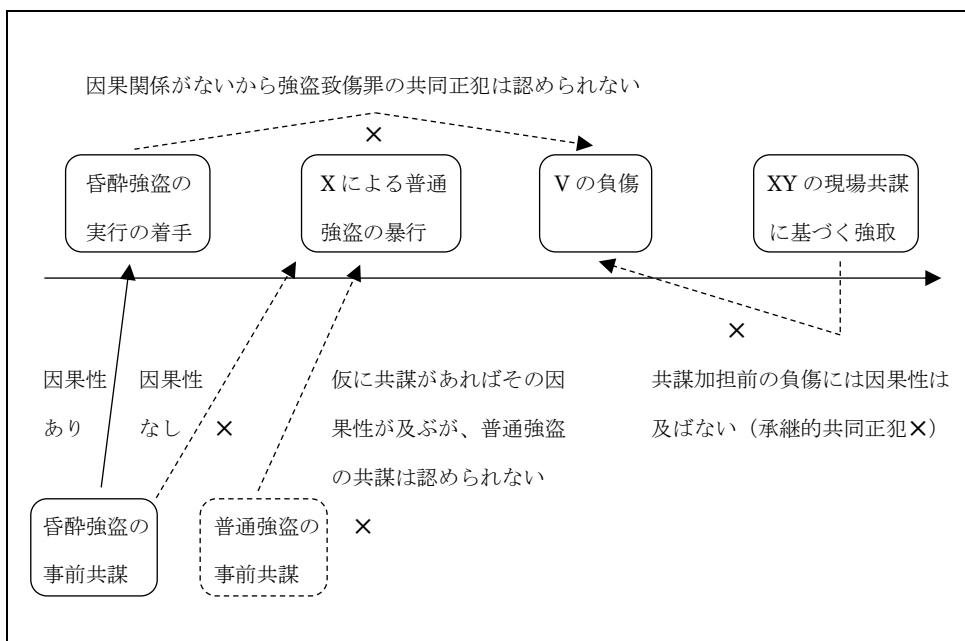 因果関係がないから強盗致傷罪の共同正犯は認められない
×
昏酔強盗の
実行の着手
X による普通
強盗の暴行
V の負傷
XY の現場共謀
に基づく強取
×
因果性
あり
因果性
なし ×
仮に共謀があればその因
果性が及ぶが、普通強盗
の共謀は認められない
共謀加担前の負傷には因果性は
及ばない（承継的共同正犯×）
昏酔強盗の
事前共謀
普通強盗の
事前共謀
×